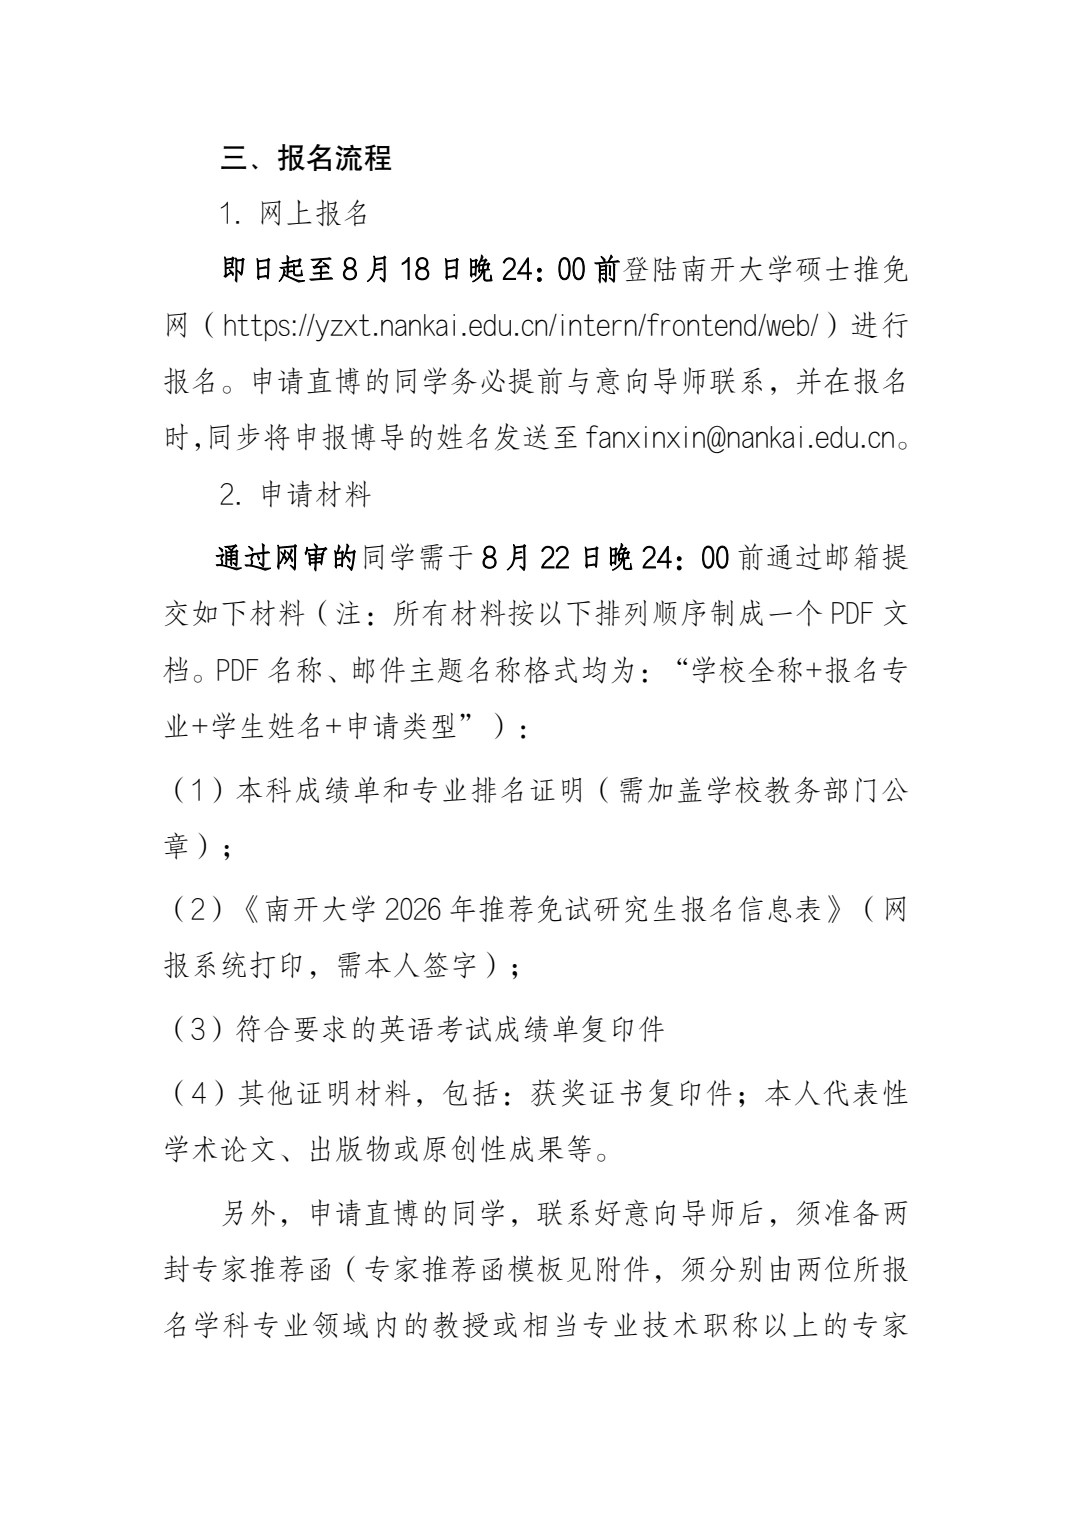 三、报名流程
1. 网上报名
即日起至 8 月 18 日晚 24：00 前登陆南开大学硕士推免
网（https://yzxt.nankai.edu.cn/intern/frontend/web/）进行
报名。申请直博的同学务必提前与意向导师联系，并在报名
时,同步将申报博导的姓名发送至 fanxinxin@nankai.edu.cn。
2. 申请材料
通过网审的同学需于 8 月 22 日晚 24：00 前通过邮箱提
交如下材料（注：所有材料按以下排列顺序制成一个 PDF 文
档。PDF 名称、邮件主题名称格式均为：“学校全称+报名专
业+学生姓名+申请类型”）：
（1）本科成绩单和专业排名证明（需加盖学校教务部门公
章）；
（2）《南开大学 2026 年推荐免试研究生报名信息表》（网
报系统打印，需本人签字）；
（3）符合要求的英语考试成绩单复印件
（4）其他证明材料，包括：获奖证书复印件；本人代表性
学术论文、出版物或原创性成果等。
另外，申请直博的同学，联系好意向导师后，须准备两
封专家推荐函（专家推荐函模板见附件，须分别由两位所报
名学科专业领域内的教授或相当专业技术职称以上的专家